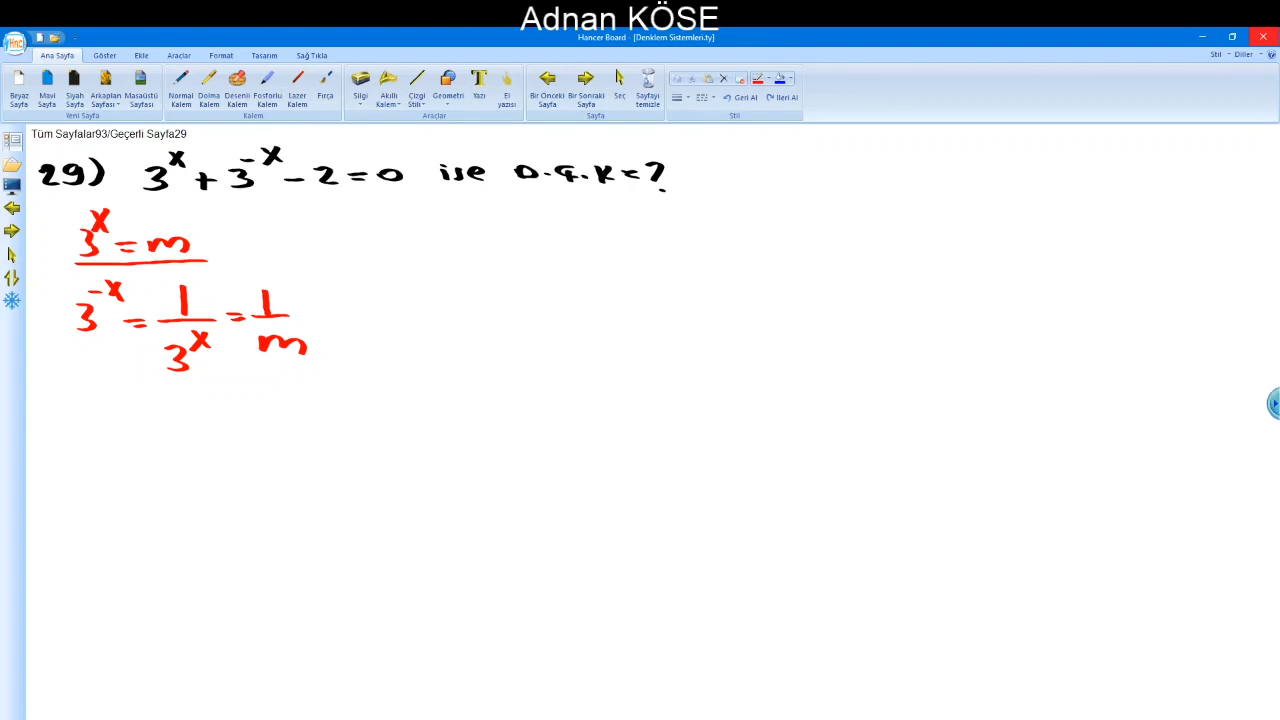 Adnan KÖSE
Hancer Board - [Denklem Sistemleri.ty]
Hnc
Ana Sayfa Göster Ekle Araçlar Format Tasarım Sağ Tıkla Stil Diller
Beyaz Sayfa Mavi Sayfa Siyah Sayfa Arkaplan Sayfası Masaüstü Sayfası Normal Kalem Dolma Kalem Desenli Kalem Fosforlu Kalem Lazer Kalem Fırça Silgi Akıllı Kalem Çizgi Stili Geometri Yazı El yazısı Bir Önceki Sayfa Bir Sonraki Sayfa Seç Sayfayı temizle Geri Al İleri Al
Yeni Sayfa Kalem Araçlar Sayfa Stil
Tüm Sayfalar93/Geçerli Sayfa29
29) 3^x + 3^-x - 2 = 0 ise D.Ç.K = ?
3^x = m
3^-x = 1/3^x = 1/m